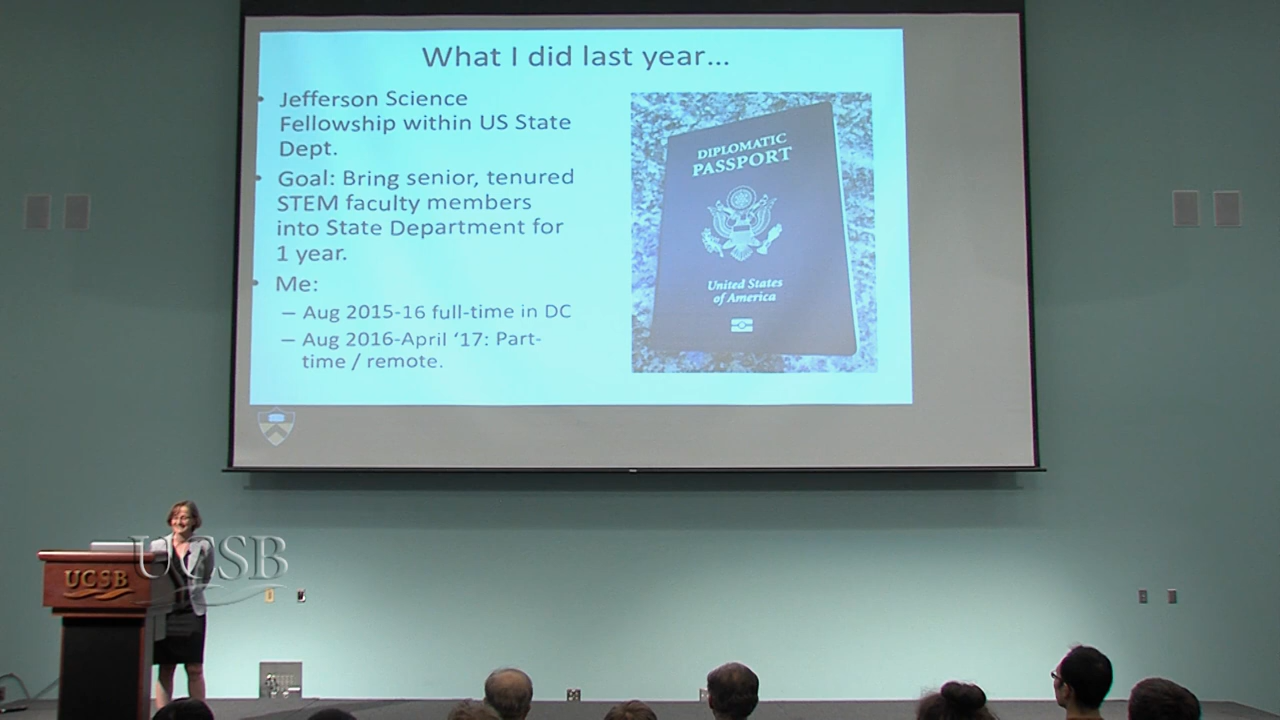 What I did last year...
• Jefferson Science
Fellowship within US State
Dept.
• Goal: Bring senior, tenured
STEM faculty members
into State Department for
1 year.
• Me:
– Aug 2015-16 full-time in DC
– Aug 2016-April ‘17: Part-
time / remote.
DIPLOMATIC
PASSPORT
United States
of America
UCSB
UCSB